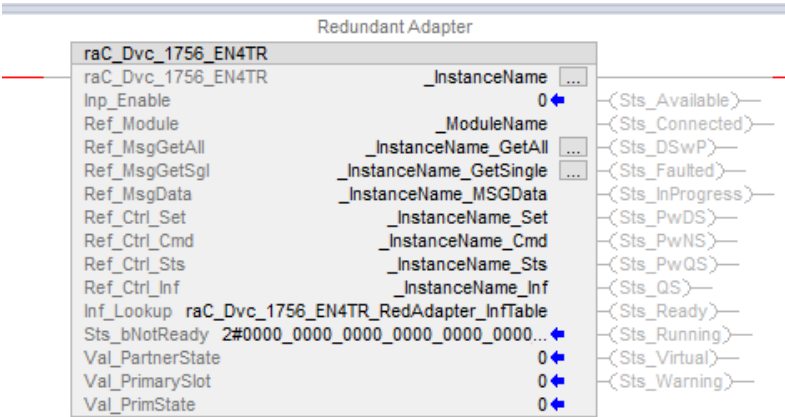 Redundant Adapter
raC_Dvc_1756_EN4TR
raC_Dvc_1756_EN4TR _InstanceName ...
Inp_Enable 0
Ref_Module _ModuleName
Ref_MsgGetAll _InstanceName_GetAll ...
Ref_MsgGetSgl _InstanceName_GetSingle ...
Ref_MsgData _InstanceName_MSGData
Ref_Ctrl_Set _InstanceName_Set
Ref_Ctrl_Cmd _InstanceName_Cmd
Ref_Ctrl_Sts _InstanceName_Sts
Ref_Ctrl_Inf _InstanceName_Inf
Inf_Lookup raC_Dvc_1756_EN4TR_RedAdapter_InfTable
Sts_bNotReady 2#0000_0000_0000_0000_0000_0000...
Val_PartnerState 0
Val_PrimarySlot 0
Val_PrimState 0
(Sts_Available)
(Sts_Connected)
(Sts_DSwP)
(Sts_Faulted)
(Sts_InProgress)
(Sts_PwDS)
(Sts_PwNS)
(Sts_PwQS)
(Sts_QS)
(Sts_Ready)
(Sts_Running)
(Sts_Virtual)
(Sts_Warning)